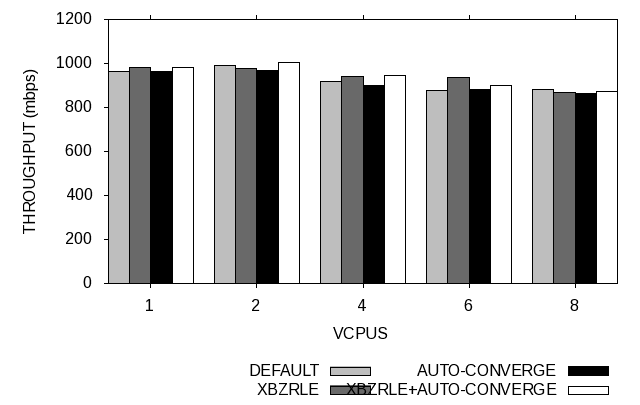 1200
1000
800
600
400
200
0
THROUGHPUT (mbps)
1 2 4 6 8
VCPUS
DEFAULT AUTO-CONVERGE
XBZRLE XBZRLE+AUTO-CONVERGE